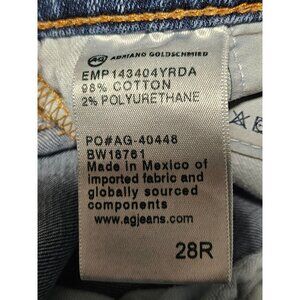 AG ADRIANO GOLDSCHMIED
EMP143404YRDA
98% COTTON
2% POLYURETHANE
PO#AG-40448
BW18761
Made in Mexico of
imported fabric and
globally sourced
components
www.agjeans.com
28R